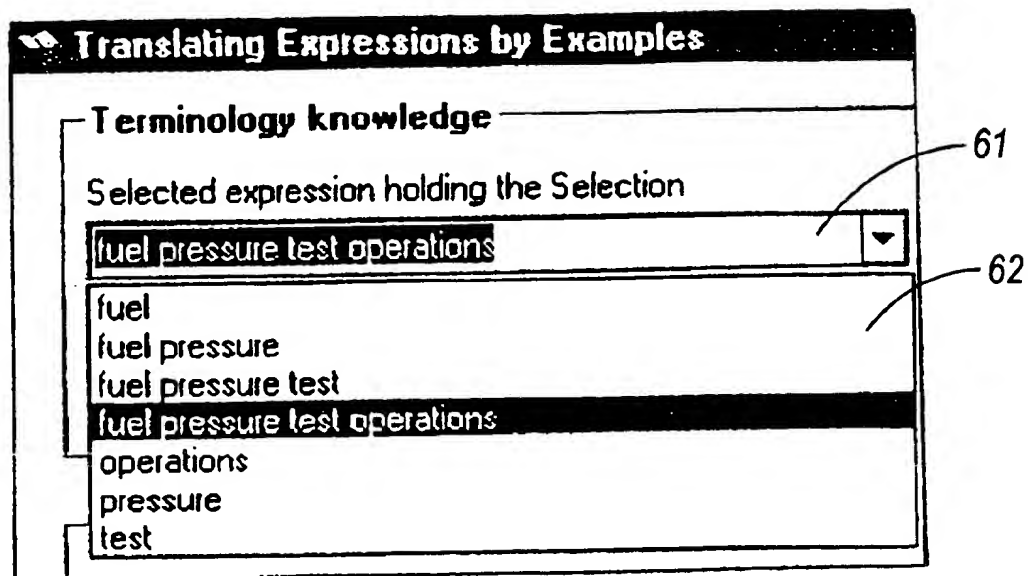 Translating Expressions by Examples
Terminology knowledge
61
Selected expression holding the Selection
fuel pressure test operations
62
fuel
fuel pressure
fuel pressure test
fuel pressure test operations
operations
pressure
test